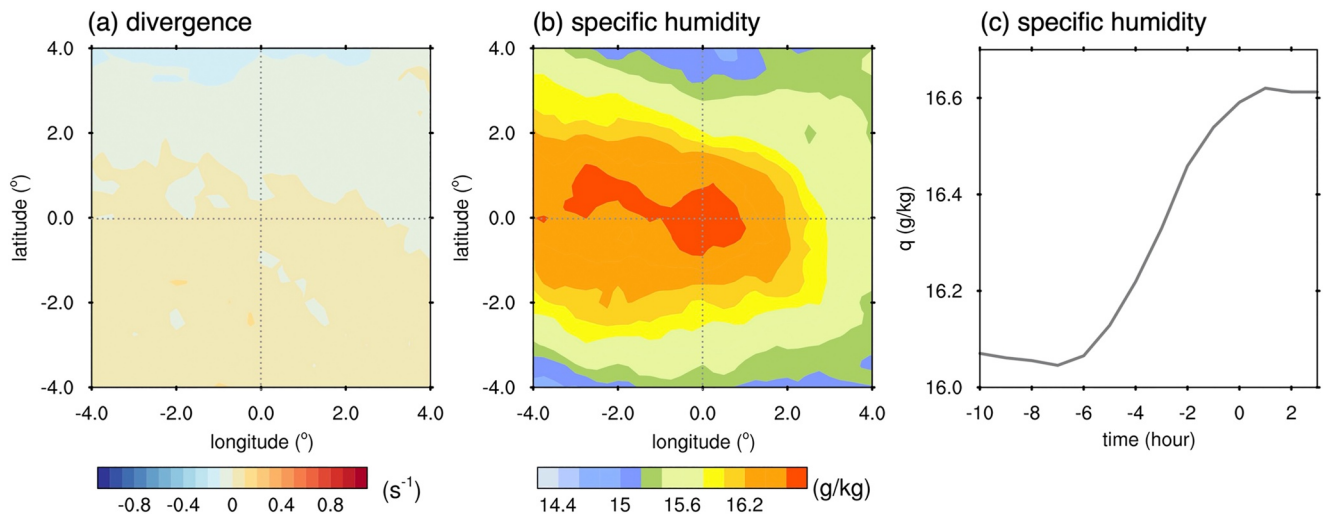 (a) divergence
4.0
2.0
0.0
-2.0
-4.0
latitude (°)
-4.0 -2.0 0.0 2.0 4.0
longitude (°)
-0.8 -0.4 0 0.4 0.8
(s⁻¹)
(b) specific humidity
4.0
2.0
0.0
-2.0
-4.0
latitude (°)
-4.0 -2.0 0.0 2.0 4.0
longitude (°)
14.4 15 15.6 16.2
(g/kg)
(c) specific humidity
16.6
16.4
16.2
16.0
q (g/kg)
-10 -8 -6 -4 -2 0 2
time (hour)